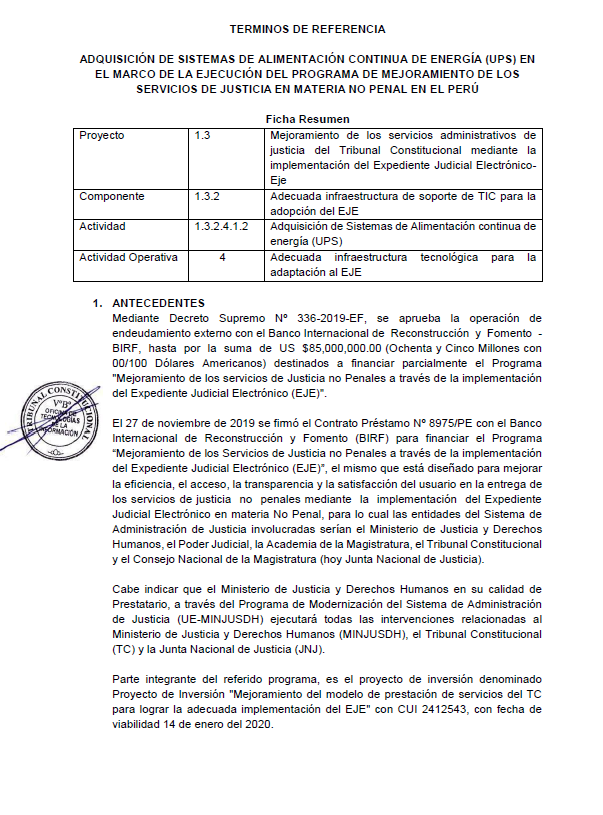 TERMINOS DE REFERENCIA
ADQUISICIÓN DE SISTEMAS DE ALIMENTACIÓN CONTINUA DE ENERGÍA (UPS) EN
EL MARCO DE LA EJECUCIÓN DEL PROGRAMA DE MEJORAMIENTO DE LOS
SERVICIOS DE JUSTICIA EN MATERIA NO PENAL EN EL PERÚ
Ficha Resumen
Proyecto 1.3 Mejoramiento de los servicios administrativos de
justicia del Tribunal Constitucional mediante la
implementación del Expediente Judicial Electrónico-
Eje
Componente 1.3.2 Adecuada infraestructura de soporte de TIC para la
adopción del EJE
Actividad 1.3.2.4.1.2 Adquisición de Sistemas de Alimentación continua de
energía (UPS)
Actividad Operativa 4 Adecuada infraestructura tecnológica para la
adaptación al EJE
1. ANTECEDENTES
Mediante Decreto Supremo Nº 336-2019-EF, se aprueba la operación de
endeudamiento externo con el Banco Internacional de Reconstrucción y Fomento -
BIRF, hasta por la suma de US $85,000,000.00 (Ochenta y Cinco Millones con
00/100 Dólares Americanos) destinados a financiar parcialmente el Programa
"Mejoramiento de los servicios de Justicia no Penales a través de la implementación
del Expediente Judicial Electrónico (EJE)".
TRIBUNAL CONSTITUCIONAL
VºBº
OFICINA DE
TECNOLOGÍAS
DE LA
INFORMACIÓN
El 27 de noviembre de 2019 se firmó el Contrato Préstamo Nº 8975/PE con el Banco
Internacional de Reconstrucción y Fomento (BIRF) para financiar el Programa
“Mejoramiento de los Servicios de Justicia no Penales a través de la implementación
del Expediente Judicial Electrónico (EJE)”, el mismo que está diseñado para mejorar
la eficiencia, el acceso, la transparencia y la satisfacción del usuario en la entrega de
los servicios de justicia no penales mediante la implementación del Expediente
Judicial Electrónico en materia No Penal, para lo cual las entidades del Sistema de
Administración de Justicia involucradas serían el Ministerio de Justicia y Derechos
Humanos, el Poder Judicial, la Academia de la Magistratura, el Tribunal Constitucional
y el Consejo Nacional de la Magistratura (hoy Junta Nacional de Justicia).
Cabe indicar que el Ministerio de Justicia y Derechos Humanos en su calidad de
Prestatario, a través del Programa de Modernización del Sistema de Administración
de Justicia (UE-MINJUSDH) ejecutará todas las intervenciones relacionadas al
Ministerio de Justicia y Derechos Humanos (MINJUSDH), el Tribunal Constitucional
(TC) y la Junta Nacional de Justicia (JNJ).
Parte integrante del referido programa, es el proyecto de inversión denominado
Proyecto de Inversión "Mejoramiento del modelo de prestación de servicios del TC
para lograr la adecuada implementación del EJE" con CUI 2412543, con fecha de
viabilidad 14 de enero del 2020.